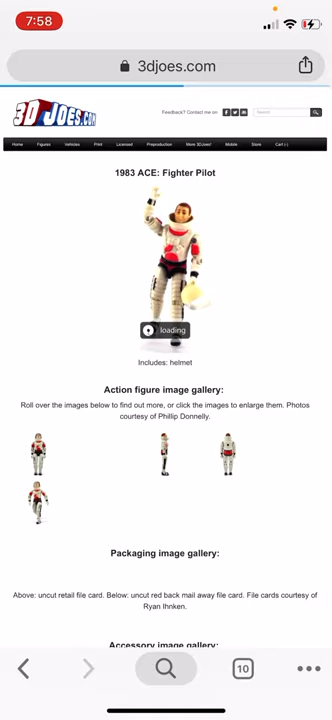 7:58
3djoes.com
3D JOES.COM
Feedback? Contact me on
Search
Home Figures Vehicles Print Licensed Preproduction More 3DJoes! Mobile Store Cart (-)
1983 ACE: Fighter Pilot
loading
Includes: helmet
Action figure image gallery:
Roll over the images below to find out more, or click the images to enlarge them. Photos
courtesy of Phillip Donnelly.
Packaging image gallery:
Above: uncut retail file card. Below: uncut red back mail away file card. File cards courtesy of
Ryan Ihnken.
Accessory image gallery:
10